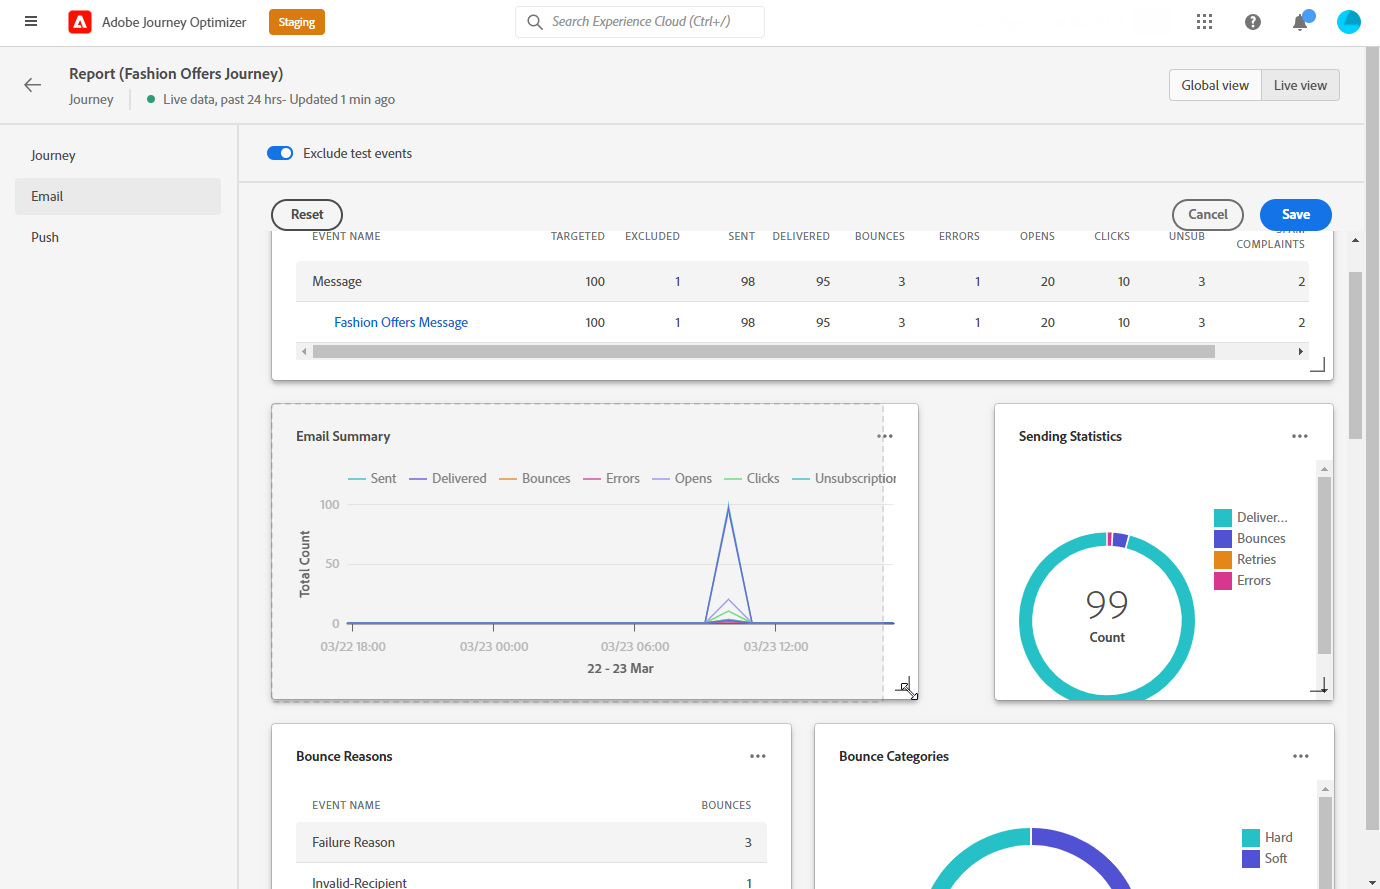 Adobe Journey Optimizer
Staging
Search Experience Cloud (Ctrl+/)
Report (Fashion Offers Journey)
Journey
Live data, past 24 hrs- Updated 1 min ago
Global view
Live view
Journey
Email
Push
Exclude test events
Reset
Cancel
Save
EVENT NAME TARGETED EXCLUDED SENT DELIVERED BOUNCES ERRORS OPENS CLICKS UNSUB SPAM COMPLAINTS
Message 100 1 98 95 3 1 20 10 3 2
Fashion Offers Message 100 1 98 95 3 1 20 10 3 2
Email Summary
Sent Delivered Bounces Errors Opens Clicks Unsubscription
100
50
0
Total Count
03/22 18:00 03/23 00:00 03/23 06:00 03/23 12:00
22 - 23 Mar
Sending Statistics
Deliver...
Bounces
Retries
Errors
99
Count
Bounce Reasons
EVENT NAME BOUNCES
Failure Reason 3
Invalid-Recipient 1
Bounce Categories
Hard
Soft